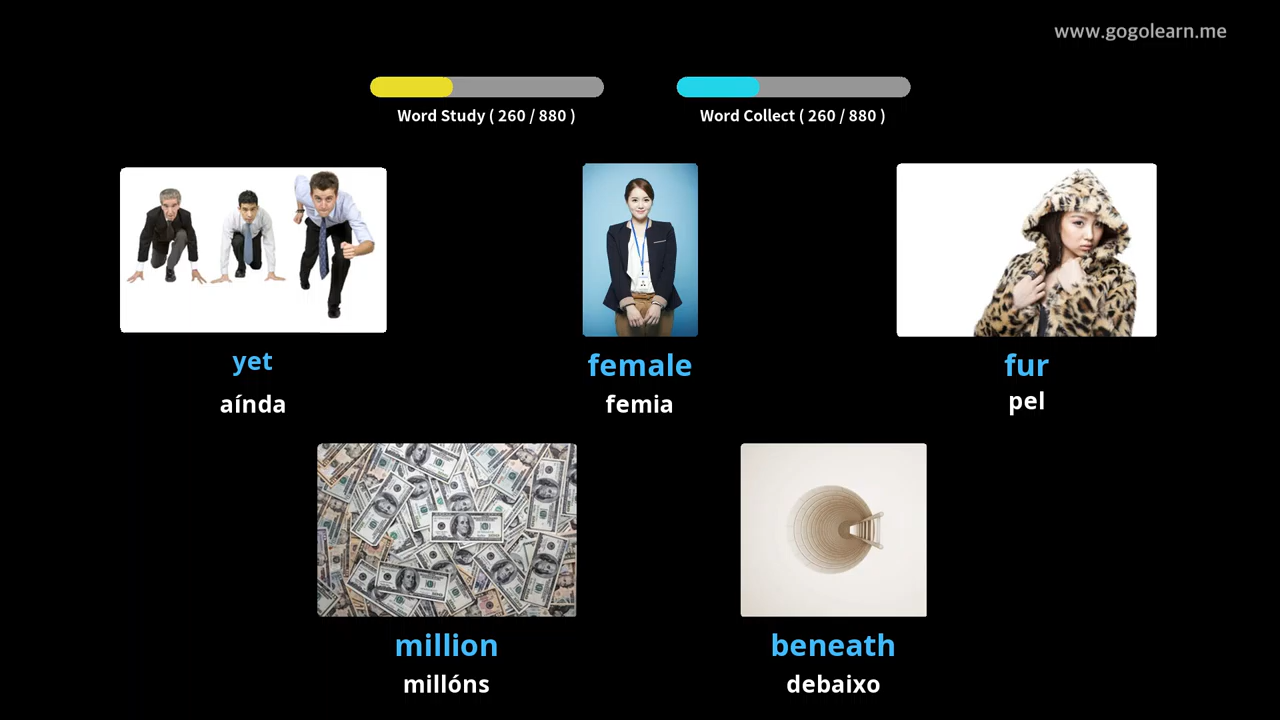 www.gogolearn.me
Word Study ( 260 / 880 )
Word Collect ( 260 / 880 )
yet
aínda
female
femia
fur
pel
million
millóns
beneath
debaixo